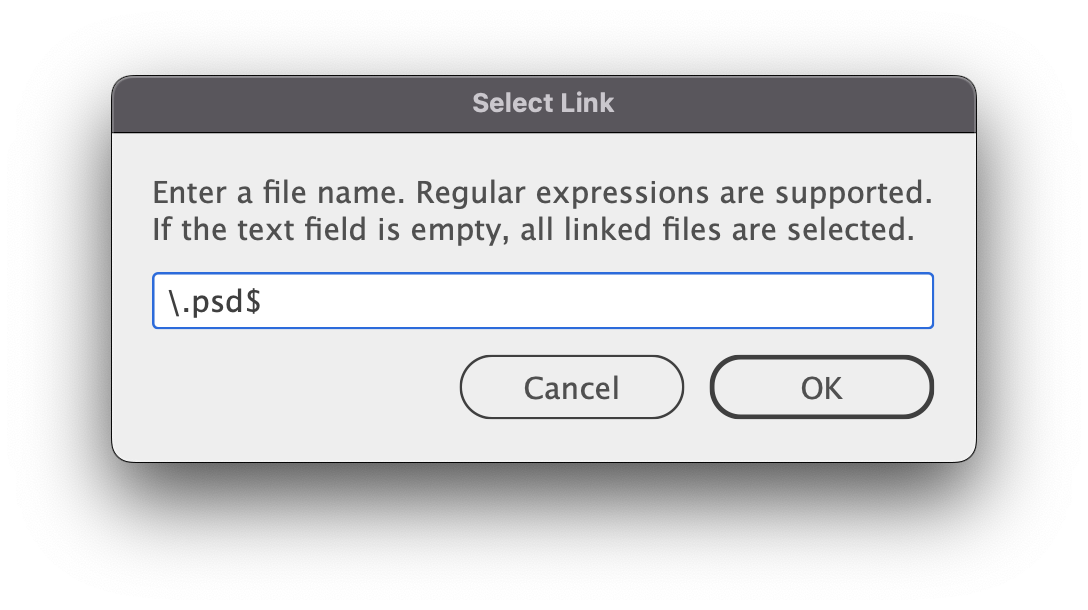 Select Link
Enter a file name. Regular expressions are supported.
If the text field is empty, all linked files are selected.
\.psd$
Cancel OK